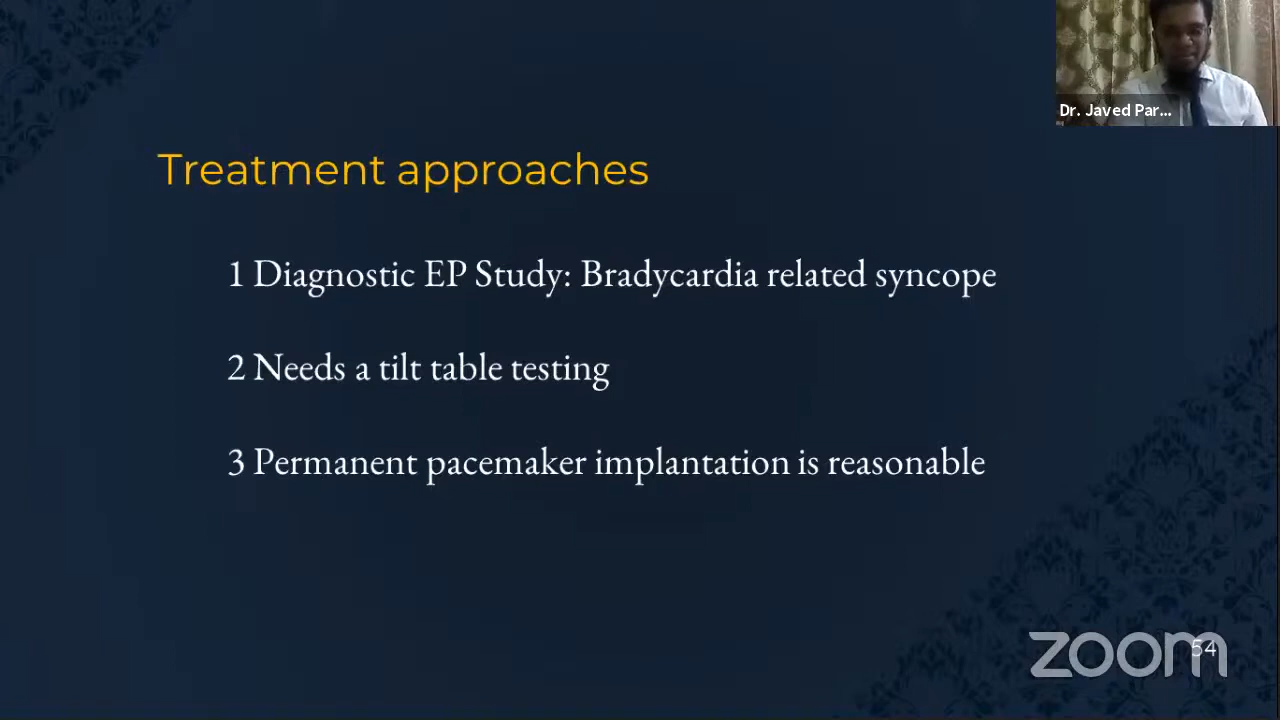 Dr. Javed Par...
Treatment approaches
1 Diagnostic EP Study: Bradycardia related syncope
2 Needs a tilt table testing
3 Permanent pacemaker implantation is reasonable
54
zoom